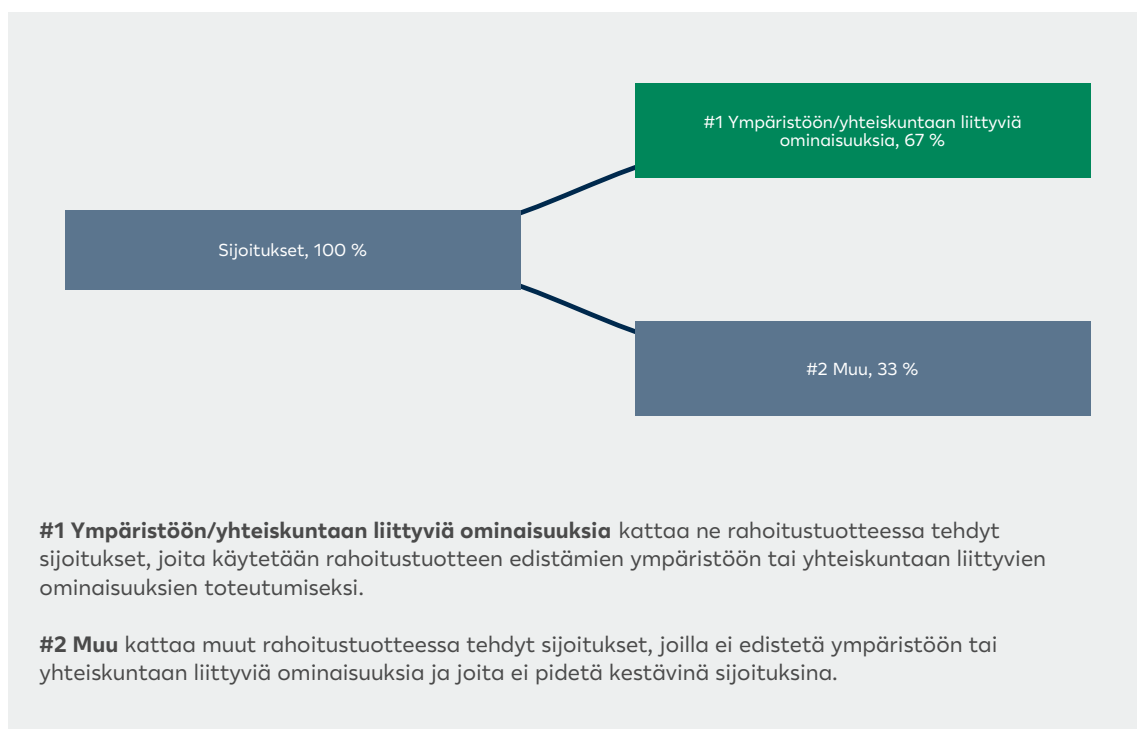 #1 Ympäristöön/yhteiskuntaan liittyviä
ominaisuuksia, 67 %
Sijoitukset, 100 %
#2 Muu, 33 %
#1 Ympäristöön/yhteiskuntaan liittyviä ominaisuuksia kattaa ne rahoitustuotteessa tehdyt
sijoitukset, joita käytetään rahoitustuotteen edistämien ympäristöön tai yhteiskuntaan liittyvien
ominaisuuksien toteutumiseksi.
#2 Muu kattaa muut rahoitustuotteessa tehdyt sijoitukset, joilla ei edistetä ympäristöön tai
yhteiskuntaan liittyviä ominaisuuksia ja joita ei pidetä kestävinä sijoituksina.